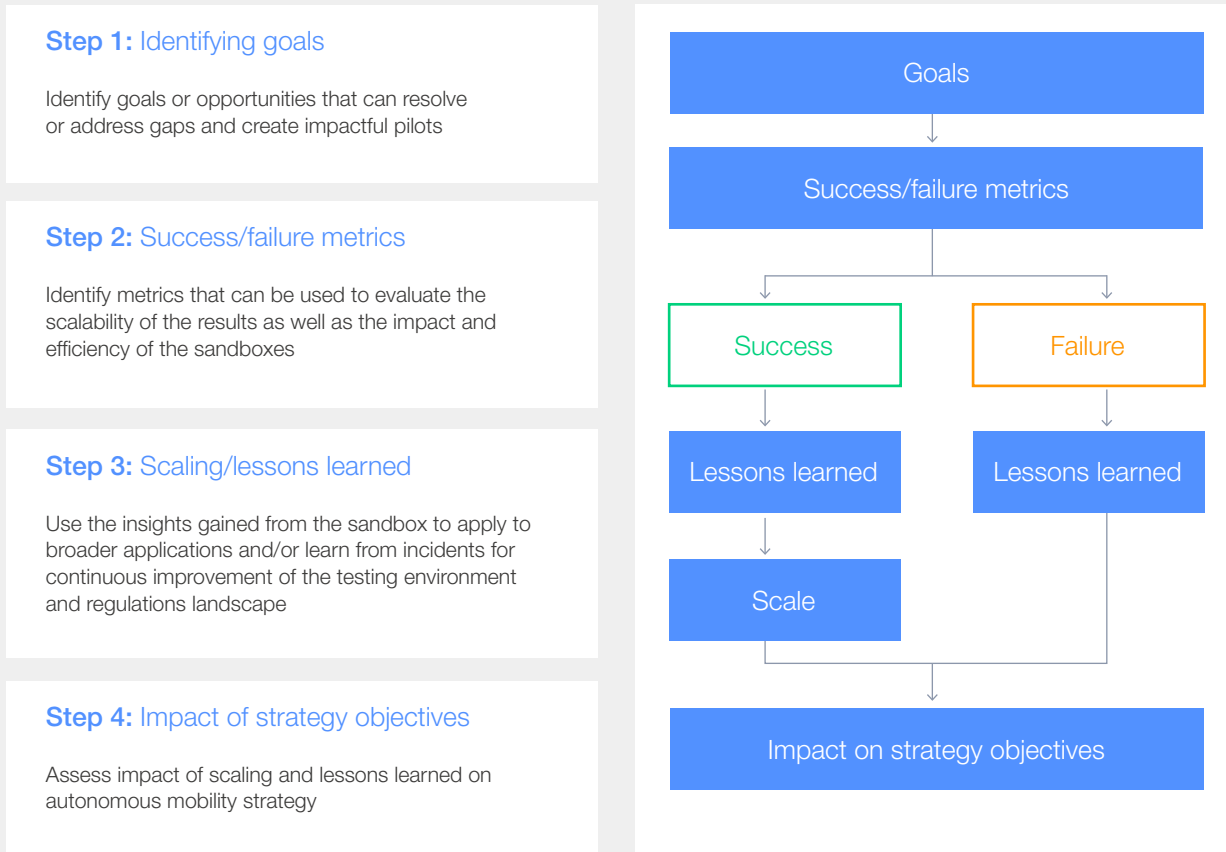 Step 1: Identifying goals
Identify goals or opportunities that can resolve
or address gaps and create impactful pilots
Step 2: Success/failure metrics
Identify metrics that can be used to evaluate the
scalability of the results as well as the impact and
efficiency of the sandboxes
Step 3: Scaling/lessons learned
Use the insights gained from the sandbox to apply to
broader applications and/or learn from incidents for
continuous improvement of the testing environment
and regulations landscape
Step 4: Impact of strategy objectives
Assess impact of scaling and lessons learned on
autonomous mobility strategy
Goals
Success/failure metrics
Success
Failure
Lessons learned
Lessons learned
Scale
Impact on strategy objectives